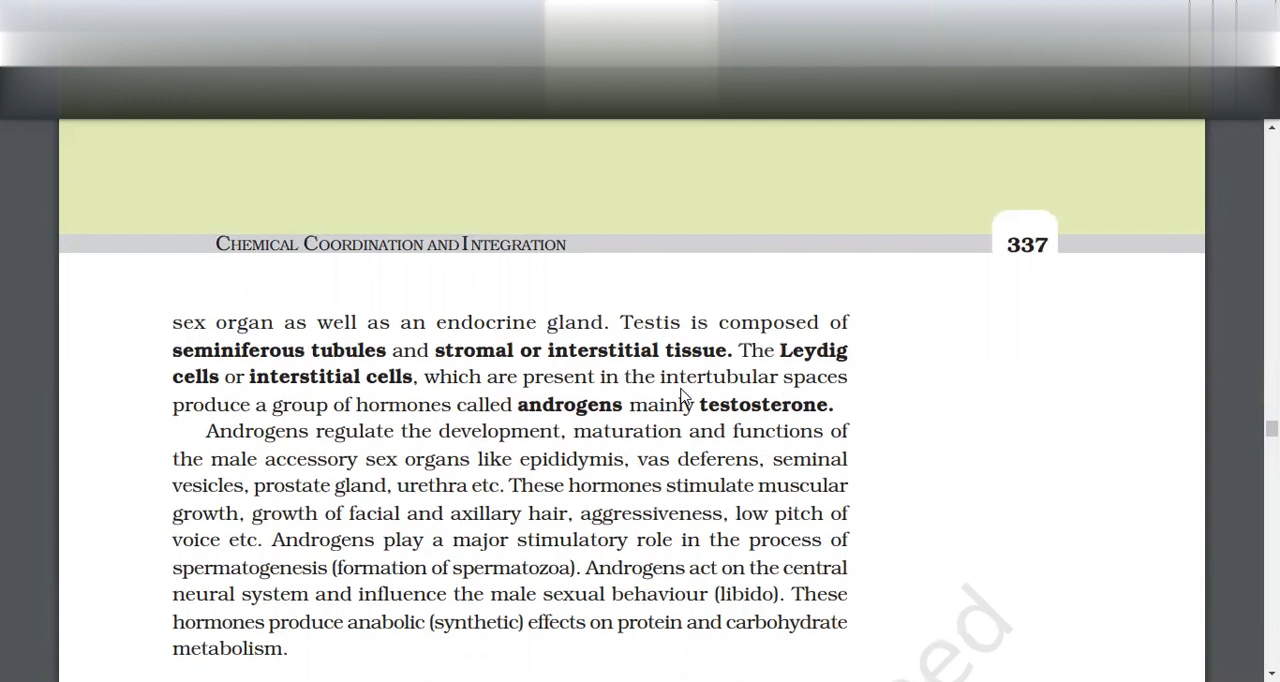 CHEMICAL COORDINATION AND INTEGRATION
337
sex organ as well as an endocrine gland. Testis is composed of
seminiferous tubules and stromal or interstitial tissue. The Leydig
cells or interstitial cells, which are present in the intertubular spaces
produce a group of hormones called androgens mainly testosterone.
Androgens regulate the development, maturation and functions of
the male accessory sex organs like epididymis, vas deferens, seminal
vesicles, prostate gland, urethra etc. These hormones stimulate muscular
growth, growth of facial and axillary hair, aggressiveness, low pitch of
voice etc. Androgens play a major stimulatory role in the process of
spermatogenesis (formation of spermatozoa). Androgens act on the central
neural system and influence the male sexual behaviour (libido). These
hormones produce anabolic (synthetic) effects on protein and carbohydrate
metabolism.